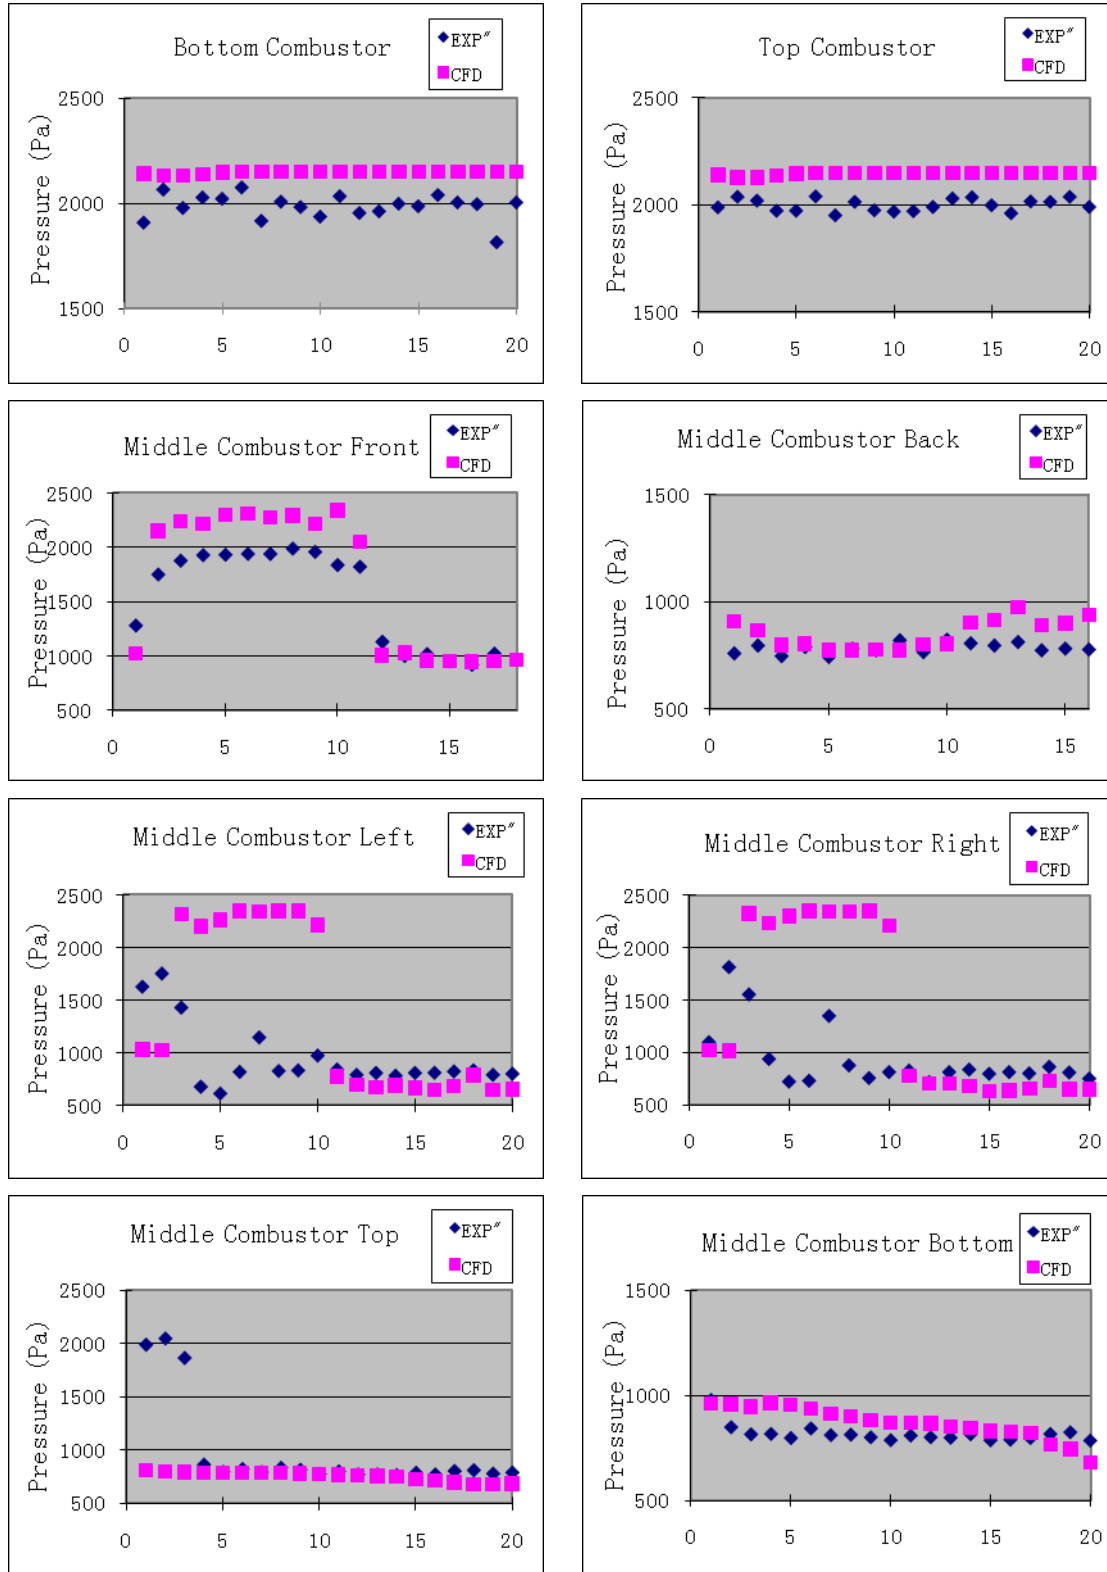 Bottom Combustor
EXP"
CFD
Pressure (Pa)
2500
2000
1500
0 5 10 15 20
Top Combustor
EXP"
CFD
Pressure (Pa)
2500
2000
1500
0 5 10 15 20
Middle Combustor Front
EXP"
CFD
Pressure (Pa)
2500
2000
1500
1000
500
0 5 10 15
Middle Combustor Back
EXP"
CFD
Pressure (Pa)
1500
1000
500
0 5 10 15
Middle Combustor Left
EXP"
CFD
Pressure (Pa)
2500
2000
1500
1000
500
0 5 10 15 20
Middle Combustor Right
EXP"
CFD
Pressure (Pa)
2500
2000
1500
1000
500
0 5 10 15 20
Middle Combustor Top
EXP"
CFD
Pressure (Pa)
2500
2000
1500
1000
500
0 5 10 15 20
Middle Combustor Bottom
EXP"
CFD
Pressure (Pa)
1500
1000
500
0 5 10 15 20